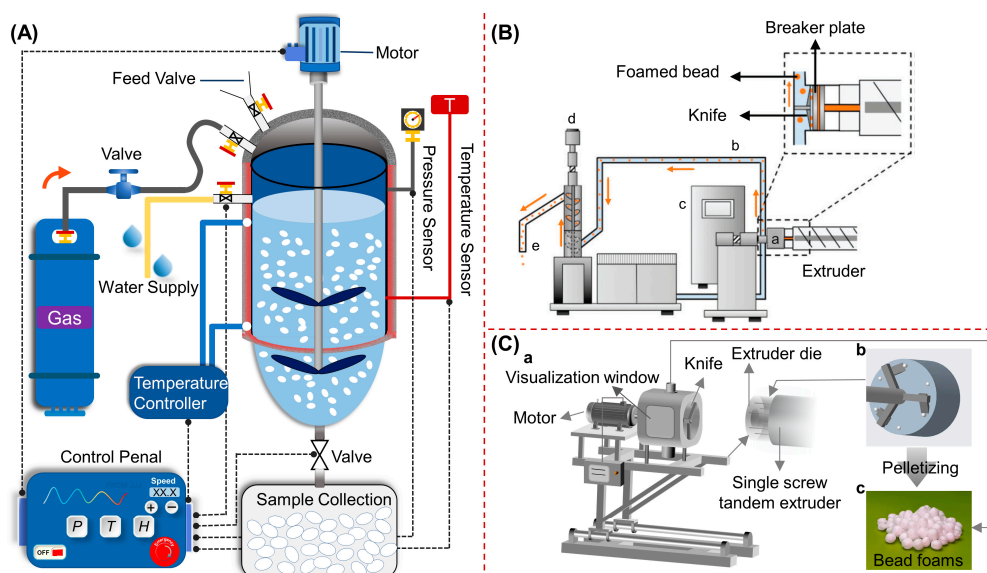 (A)
Motor
Feed Valve
T
Valve
Pressure Sensor
Temperature Sensor
Water Supply
Gas
Temperature
Controller
Control Penal
Valve
Speed
XX.X
+ −
P T H
OFF
Emergency
Sample Collection
(B)
Breaker plate
Foamed bead
Knife
d
b
c
e
a
Extruder
(C)
a
Visualization window
Motor
Knife
Extruder die
Single screw
tandem extruder
b
Pelletizing
c
Bead foams